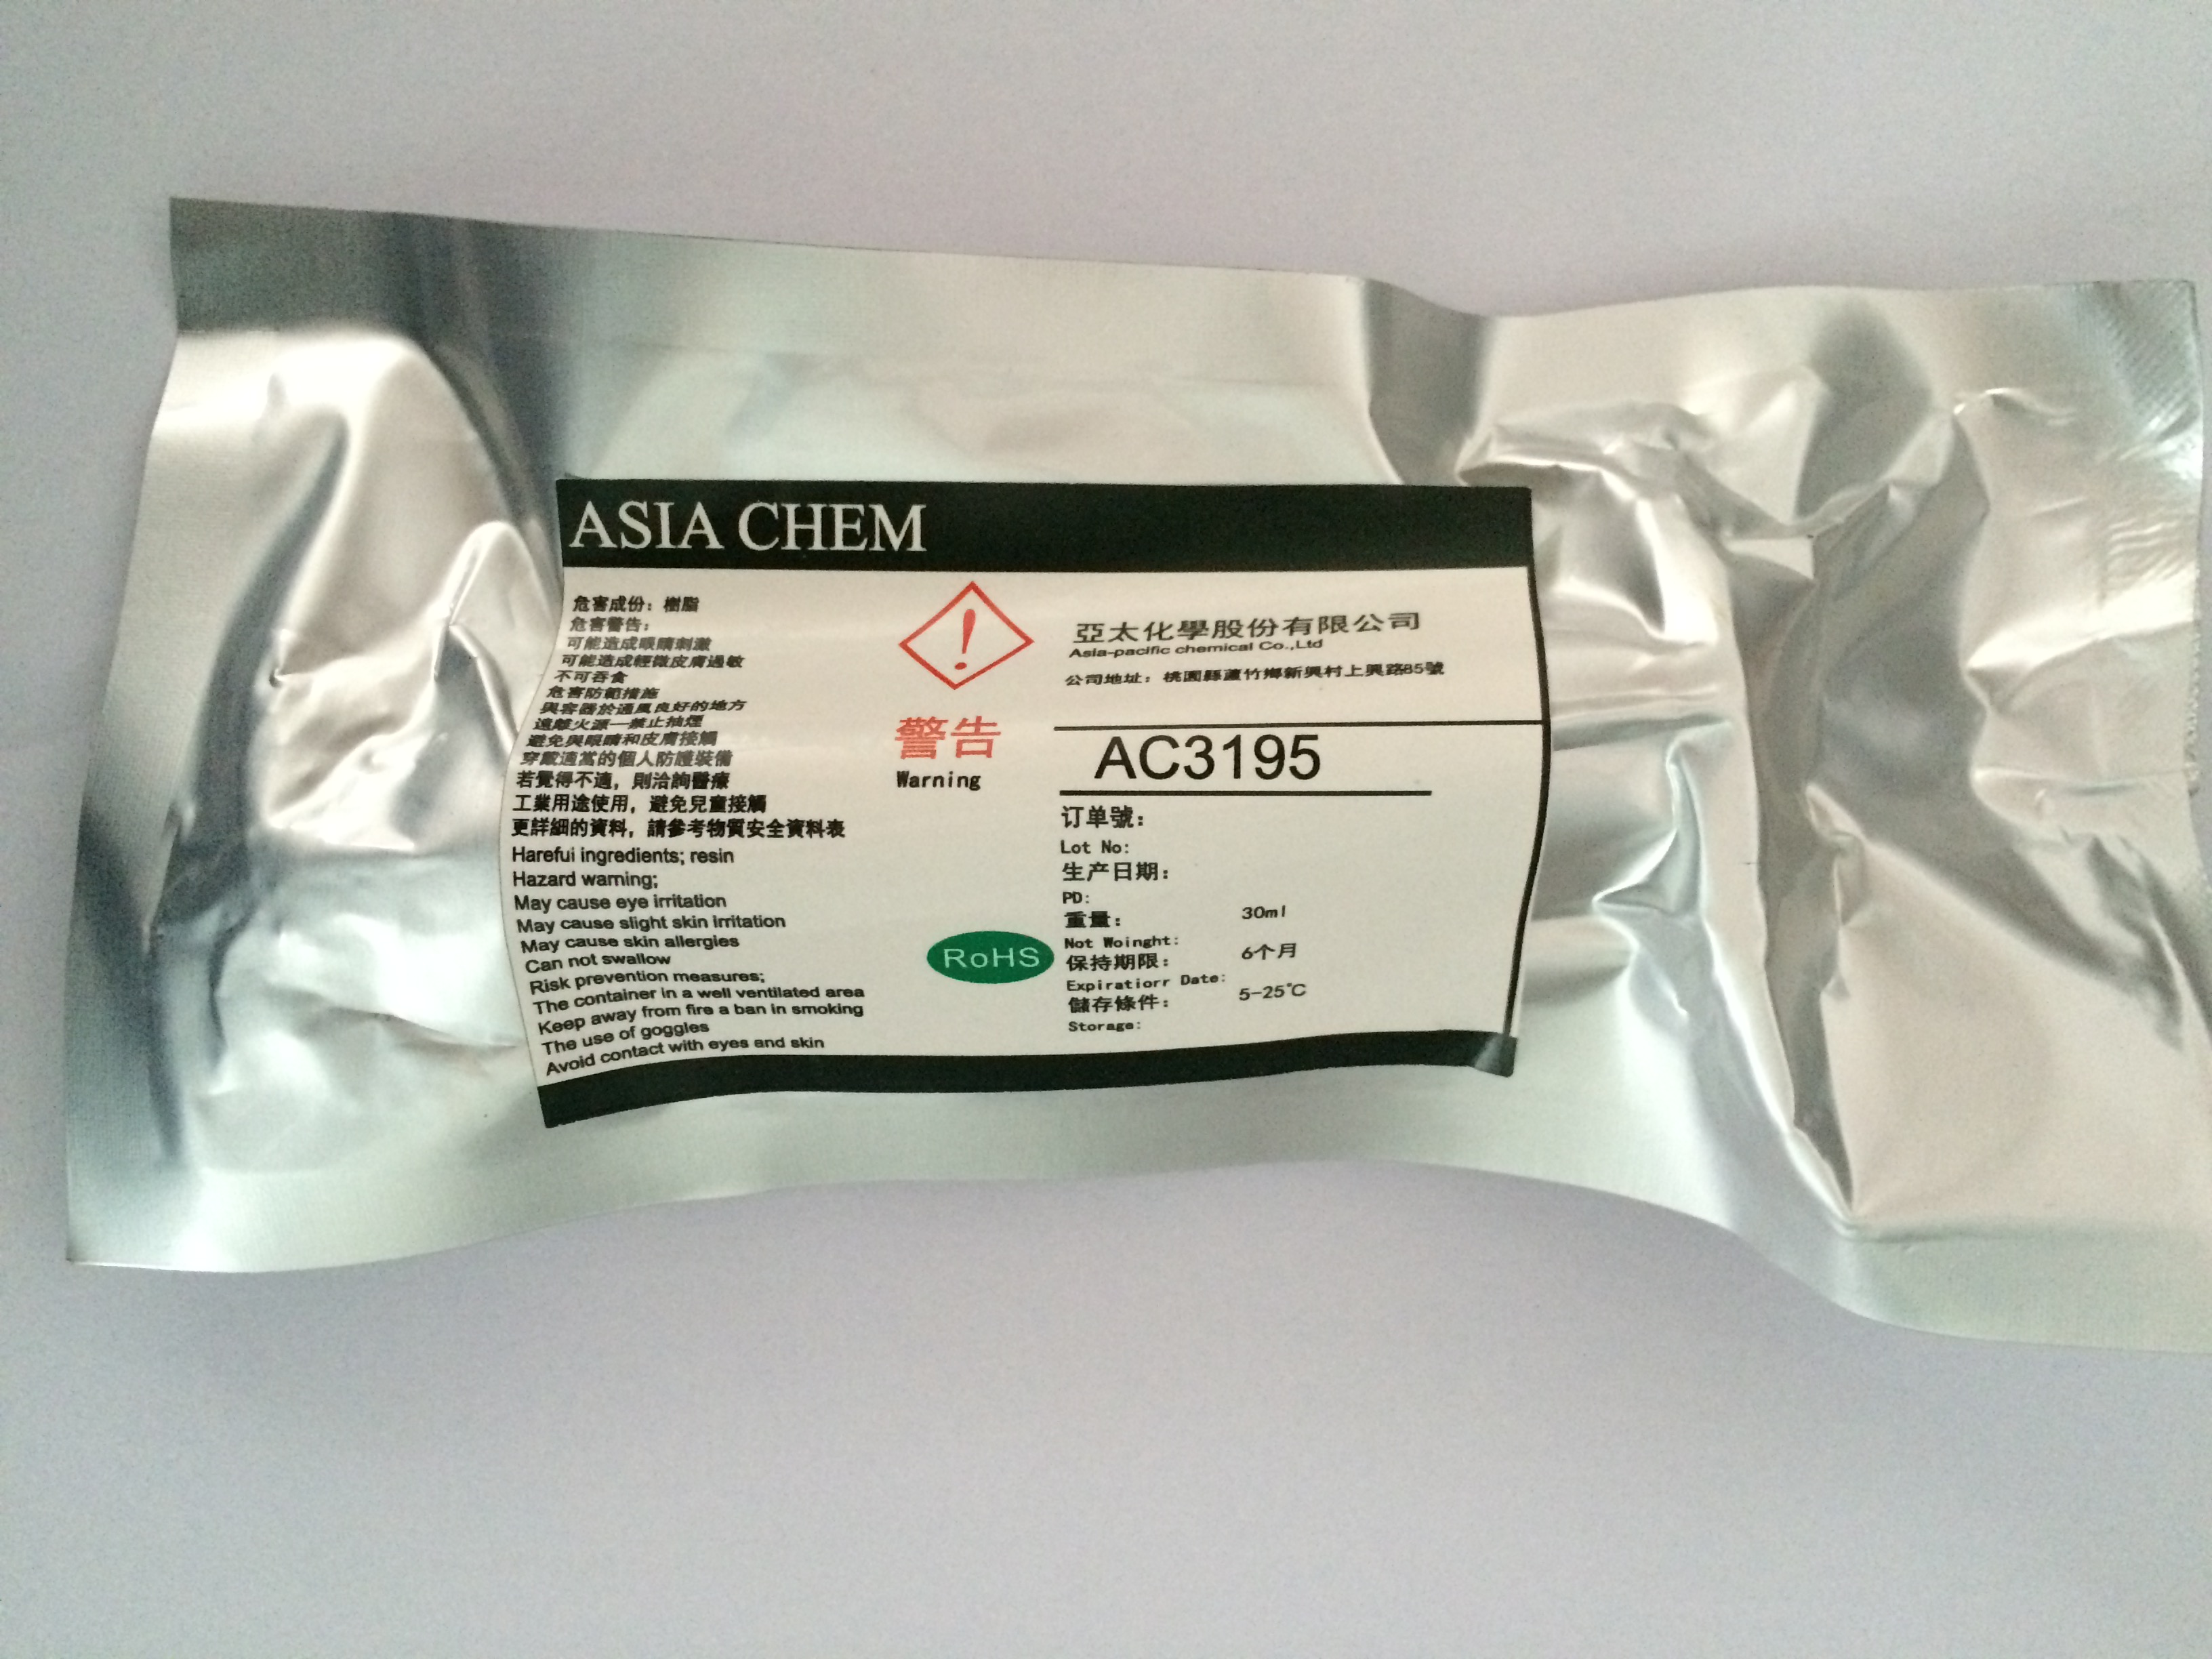 ASIA CHEM
危害成份：樹脂
危害警告：
可能造成眼睛刺激
可能造成輕微皮膚過敏
不可吞食
危害防範措施
與容器於通風良好的地方
遠離火源一禁止抽煙
避免與眼睛和皮膚接觸
穿戴適當的個人防護裝備
若覺得不適，則洽詢醫療
工業用途使用，避免兒童接觸
更詳細的資料，請參考物質安全資料表
Harefui ingredients; resin
Hazard warning;
May cause eye irritation
May cause slight skin irritation
May cause skin allergies
Can not swallow
Risk prevention measures;
The container in a well ventilated area
Keep away from fire a ban in smoking
The use of goggles
Avoid contact with eyes and skin
!
警告
Warning
RoHS
亞太化學股份有限公司
Asia-pacific chemical Co.,Ltd
公司地址：桃園縣蘆竹鄉新興村上興路85號
AC3195
订单號：
Lot No:
生产日期：
PD:
重量： 30ml
Not Woinght:
保持期限： 6个月
Expiratiorr Date:
儲存條件： 5-25℃
Storage: